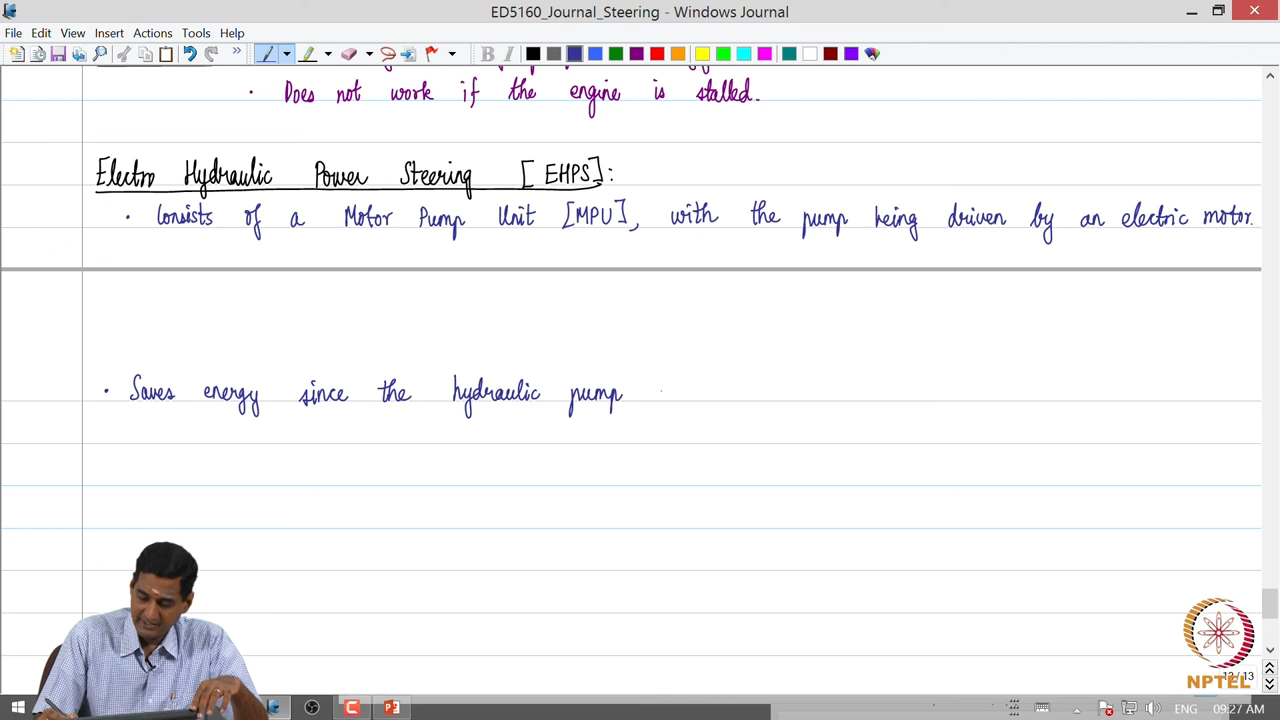 ED5160_Journal_Steering - Windows Journal
File Edit View Insert Actions Tools Help
· Does not work if the engine is stalled.
Electro Hydraulic Power Steering [EHPS]:
· Consists of a Motor Pump Unit [MPU], with the pump being driven by an electric motor.
· Saves energy since the hydraulic pump
NPTEL
13
ENG 09:27 AM